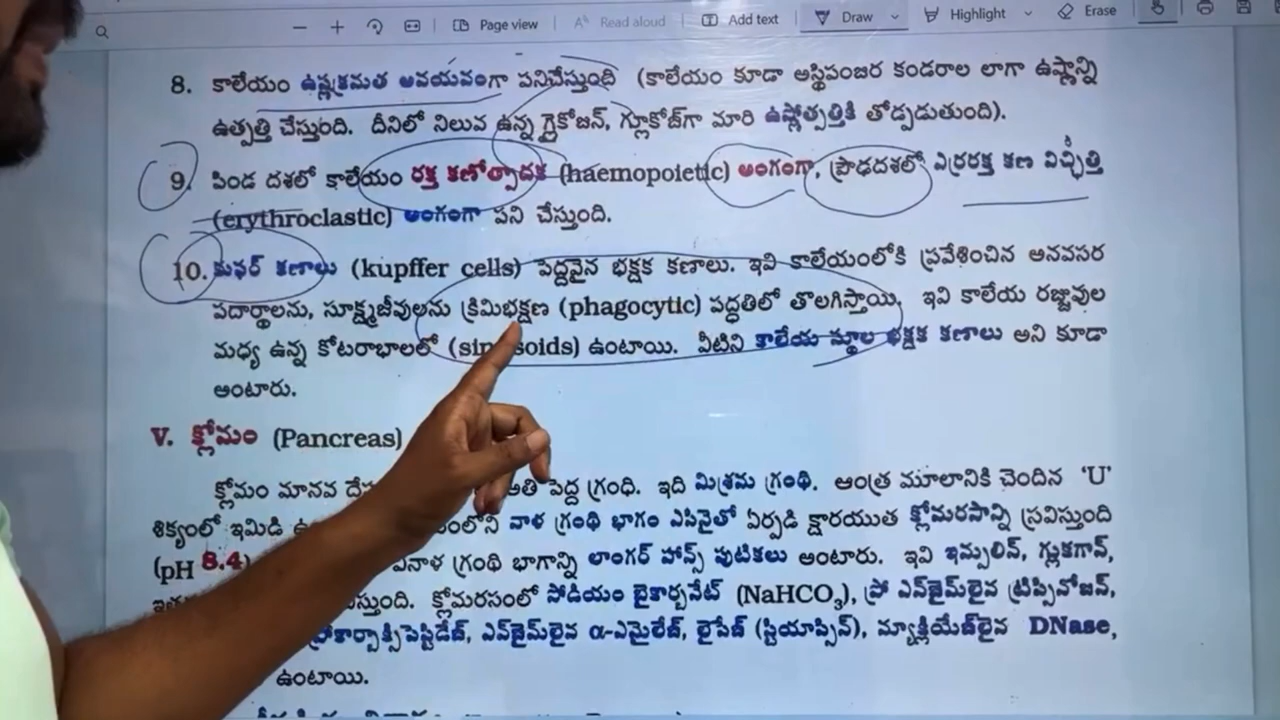 Page view Read aloud Add text Draw Highlight Erase
8. కాలేయం ఉష్ణక్రమత అవయవంగా పనిచేస్తుంది (కాలేయం కూడా అస్థిపంజర కండరాల లాగా ఉష్ణాన్ని
ఉత్పత్తి చేస్తుంది. దీనిలో నిలువ ఉన్న గ్లైకోజన్, గ్లూకోజ్‌గా మారి ఉష్ణోత్పత్తికి తోడ్పడుతుంది).
9. పిండ దశలో కాలేయం రక్త కణోత్పాదక (haemopoietic) అంగంగా, ప్రౌఢదశలో ఎర్రరక్త కణ విచ్ఛిత్తి
(erythroclastic) అంగంగా పని చేస్తుంది.
10. కుఫర్ కణాలు (kupffer cells) పెద్దవైన భక్షక కణాలు. ఇవి కాలేయంలోకి ప్రవేశించిన అనవసర
పదార్థాలను, సూక్ష్మజీవులను క్రిమిభక్షణ (phagocytic) పద్ధతిలో తొలగిస్తాయి. ఇవి కాలేయ రజ్జువుల
మధ్య ఉన్న కోటరాభాలలో ఉంటాయి. వీటిని కాలేయ స్థూల భక్షక కణాలు అని కూడా
అంటారు.
V. క్లోమం (Pancreas)
క్లోమం మానవ అతి పెద్ద గ్రంథి. ఇది మిశ్రమ గ్రంథి. ఆంత్ర మూలానికి చెందిన ‘U’
శిక్యంలో ఇమిడి నాళ గ్రంథి భాగం ఎసినైతో ఏర్పడి క్షారయుత క్లోమరసాన్ని స్రవిస్తుంది
(pH 8.4) గ్రంథి భాగాన్ని లాంగర్ హాన్స్ పుటికలు అంటారు. ఇవి ఇన్సులిన్, గ్లుకగాన్,
క్లోమరసంలో సోడియం బైకార్బనేట్ (NaHCO₃), ప్రో ఎన్‌జైమ్‌లైన ట్రిప్సినోజన్,
ఎన్‌జైమ్‌లైన α-ఎమైలేజ్, లైపేజ్ (స్టియాప్సిన్), న్యూక్లియేజ్‌లైన DNase,
ఉంటాయి.